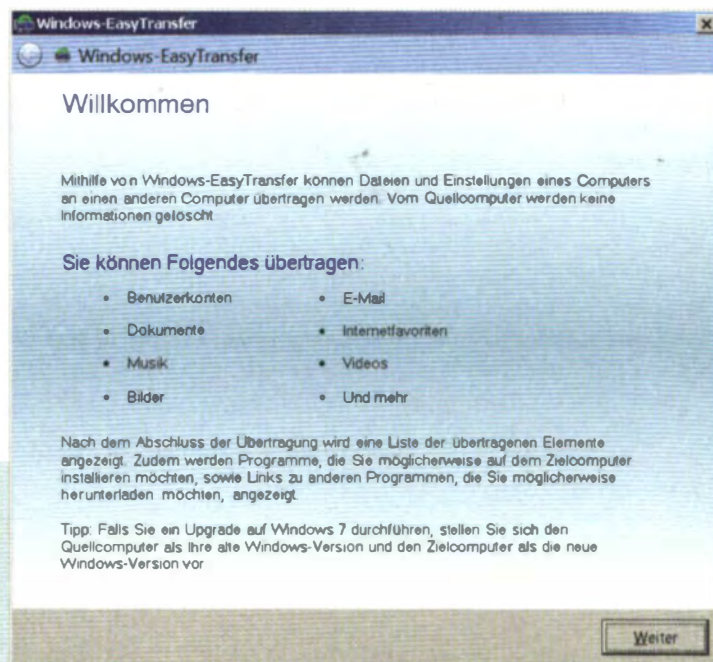 Windows-EasyTransfer
Windows-EasyTransfer
Willkommen
Mithilfe von Windows-EasyTransfer können Dateien und Einstellungen eines Computers
an einen anderen Computer übertragen werden. Vom Quellcomputer werden keine
Informationen gelöscht
Sie können Folgendes übertragen:
• Benutzerkonten
• Dokumente
• Musik
• Bilder
• E-Mail
• Internetfavoriten
• Videos
• Und mehr
Nach dem Abschluss der Übertragung wird eine Liste der übertragenen Elemente
angezeigt. Zudem werden Programme, die Sie möglicherweise auf dem Zielcomputer
installieren möchten, sowie Links zu anderen Programmen, die Sie möglicherweise
herunterladen möchten, angezeigt
Tipp: Falls Sie ein Upgrade auf Windows 7 durchführen, stellen Sie sich den
Quellcomputer als Ihre alte Windows-Version und den Zielcomputer als die neue
Windows-Version vor
Weiter